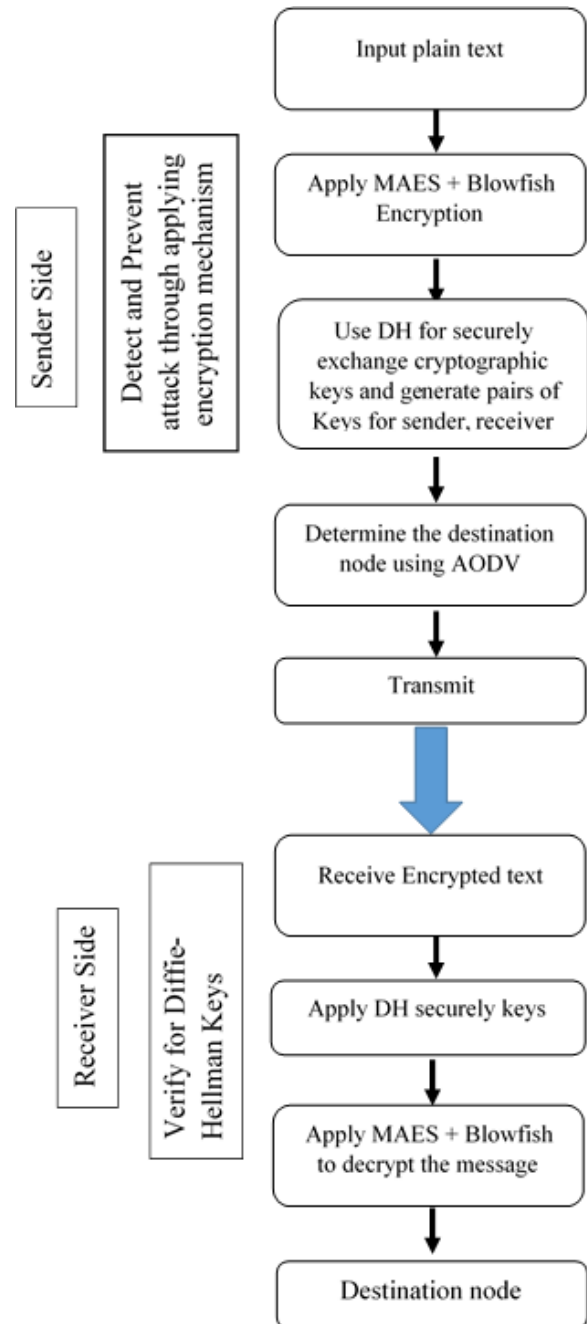 Input plain text
Apply MAES + Blowfish
Encryption
Use DH for securely
exchange cryptographic
keys and generate pairs of
Keys for sender, receiver
Determine the destination
node using AODV
Transmit
Sender Side
Detect and Prevent
attack through applying
encryption mechanism
Receive Encrypted text
Apply DH securely keys
Apply MAES + Blowfish
to decrypt the message
Destination node
Receiver Side
Verify for Diffie-
Hellman Keys